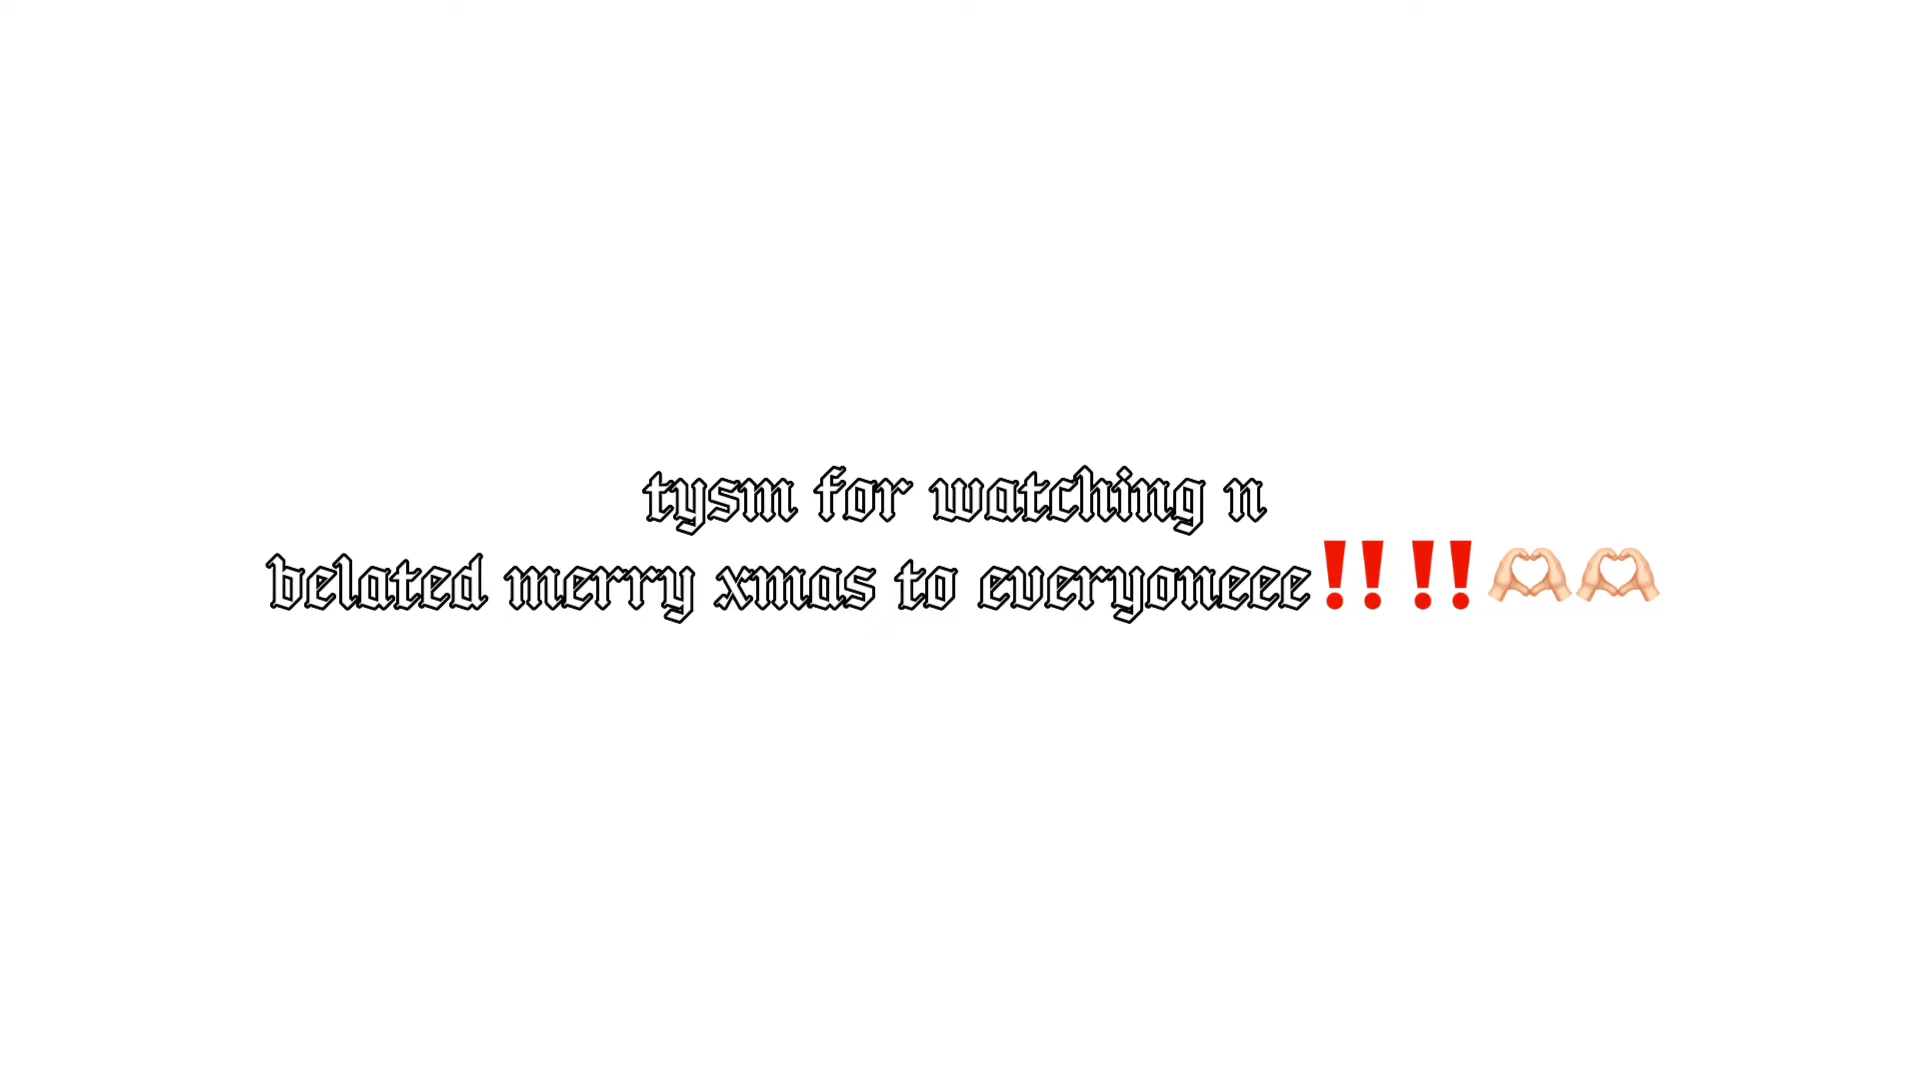 tysm for watching n
belated merry xmas to everyoneee‼️‼️🫶🏻🫶🏻